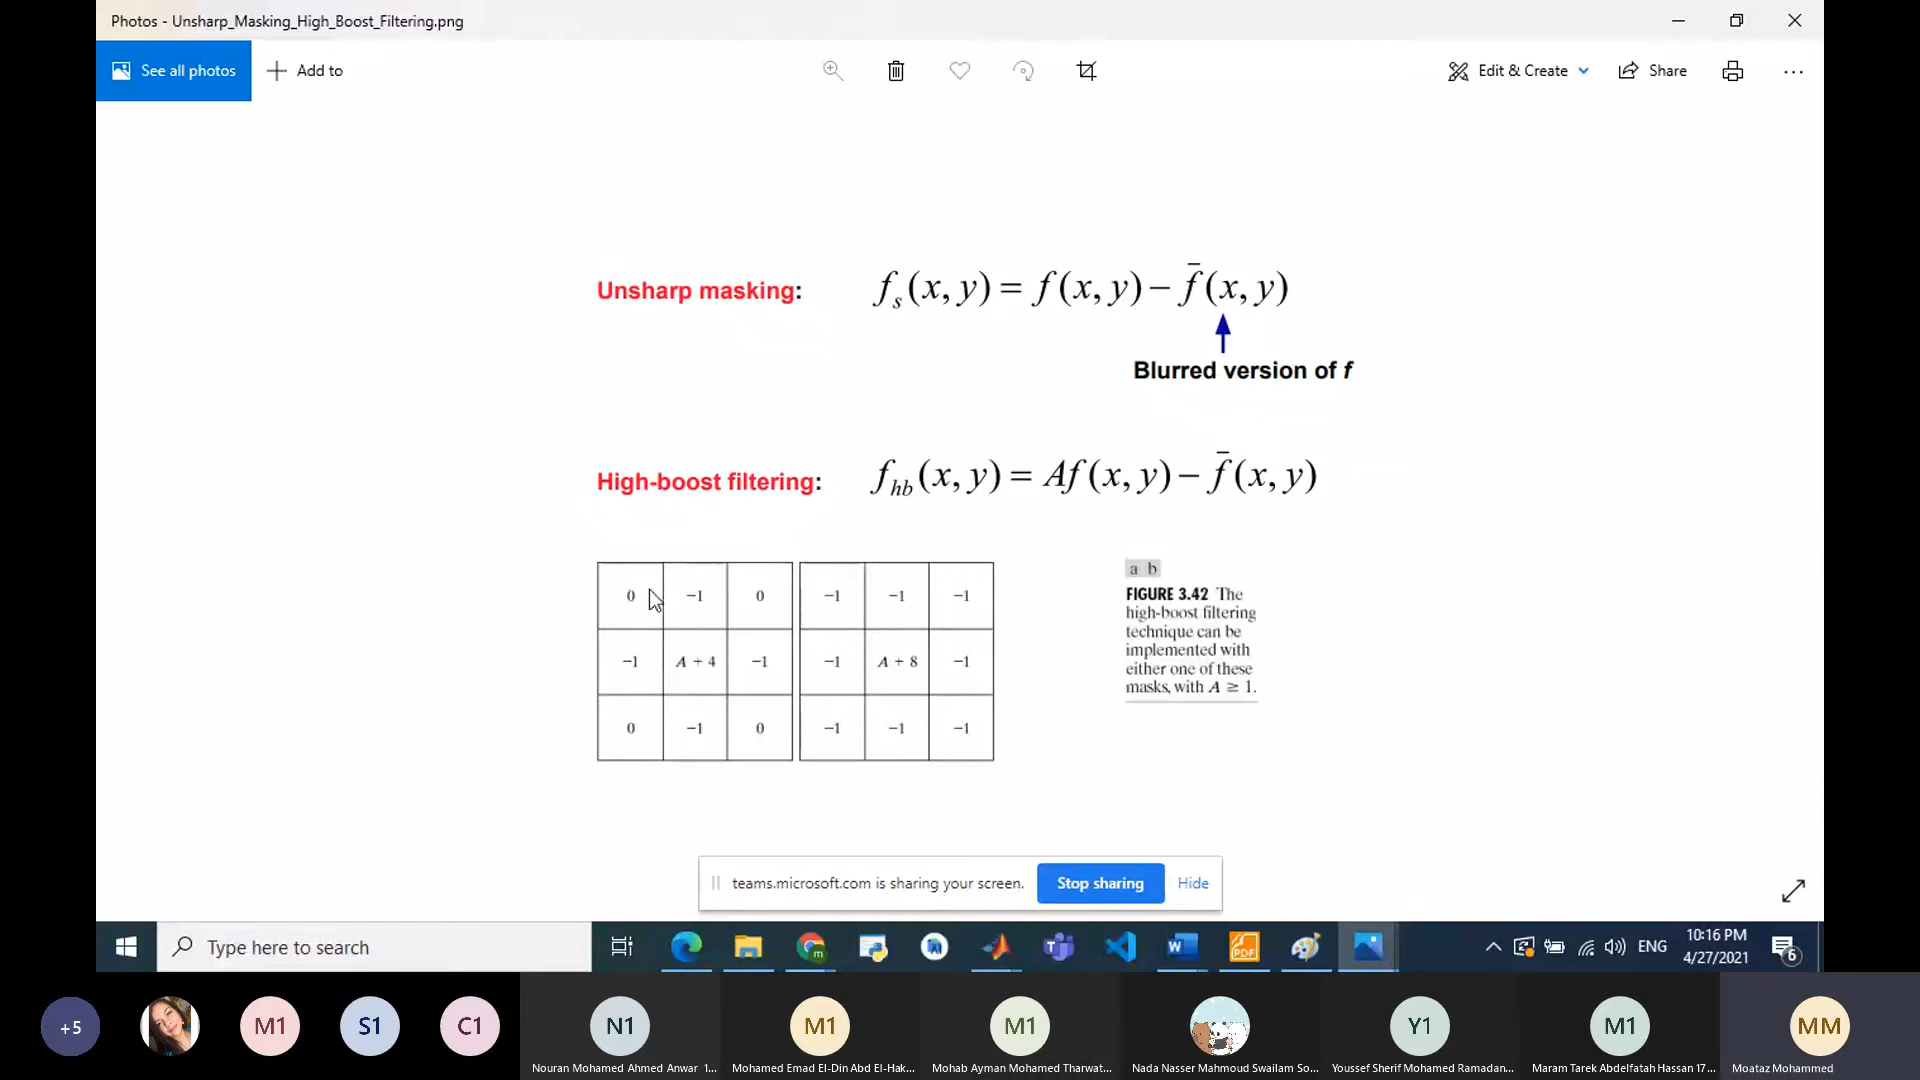 Photos - Unsharp_Masking_High_Boost_Filtering.png
See all photos
Add to
Edit & Create
Share
Unsharp masking: fs(x, y) = f(x, y) − f̄(x, y)
Blurred version of f
High-boost filtering: fhb(x, y) = Af(x, y) − f̄(x, y)
0 −1 0 −1 −1 −1
−1 A + 4 −1 −1 A + 8 −1
0 −1 0 −1 −1 −1
a b
FIGURE 3.42 The
high-boost filtering
technique can be
implemented with
either one of these
masks, with A ≥ 1.
teams.microsoft.com is sharing your screen.
Stop sharing
Hide
Type here to search
m
PDF
W
ENG
10:16 PM
4/27/2021
6
+5
M1
S1
C1
N1
M1
M1
Y1
M1
MM
Nouran Mohamed Ahmed Anwar 1...
Mohamed Emad El-Din Abd El-Hak...
Mohab Ayman Mohamed Tharwat...
Nada Nasser Mahmoud Swailam So...
Youssef Sherif Mohamed Ramadan...
Maram Tarek Abdelfatah Hassan 17...
Moataz Mohammed